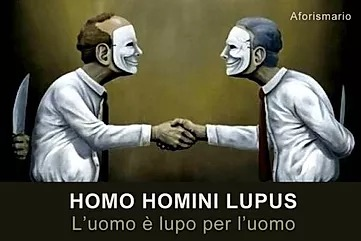 Aforismario
HOMO HOMINI LUPUS
L'uomo è lupo per l'uomo